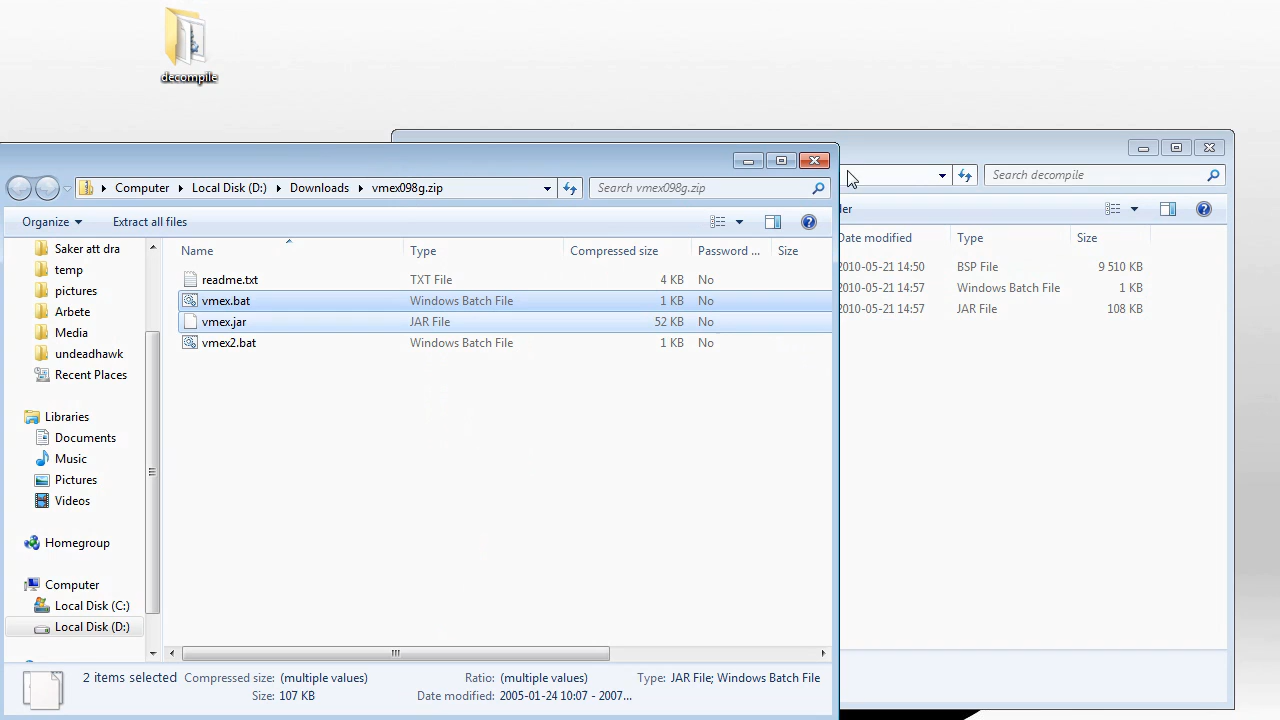 decompile
Computer Local Disk (D:) Downloads vmex098g.zip
Search vmex098g.zip
Organize Extract all files
Saker att dra
temp
pictures
Arbete
Media
undeadhawk
Recent Places
Libraries
Documents
Music
Pictures
Videos
Homegroup
Computer
Local Disk (C:)
Local Disk (D:)
Name Type Compressed size Password ... Size
readme.txt TXT File 4 KB No
vmex.bat Windows Batch File 1 KB No
vmex.jar JAR File 52 KB No
vmex2.bat Windows Batch File 1 KB No
2 items selected Compressed size: (multiple values) Ratio: (multiple values) Type: JAR File; Windows Batch File
Size: 107 KB Date modified: 2005-01-24 10:07 - 2007...
Search decompile
der
Date modified Type Size
2010-05-21 14:50 BSP File 9 510 KB
2010-05-21 14:57 Windows Batch File 1 KB
2010-05-21 14:57 JAR File 108 KB